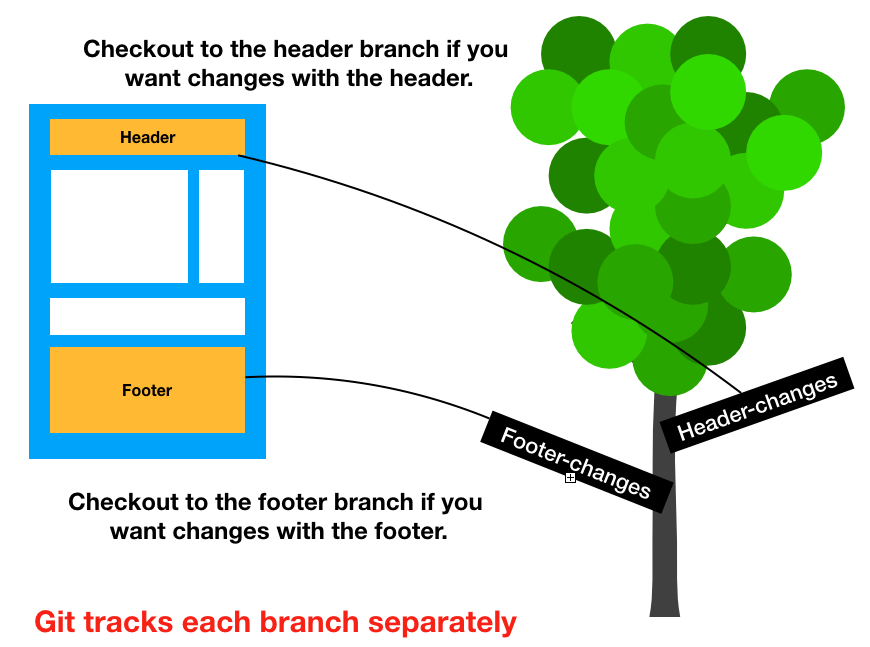 Checkout to the header branch if you
want changes with the header.
Header
Footer
Header-changes
Footer-changes
Checkout to the footer branch if you
want changes with the footer.
Git tracks each branch separately